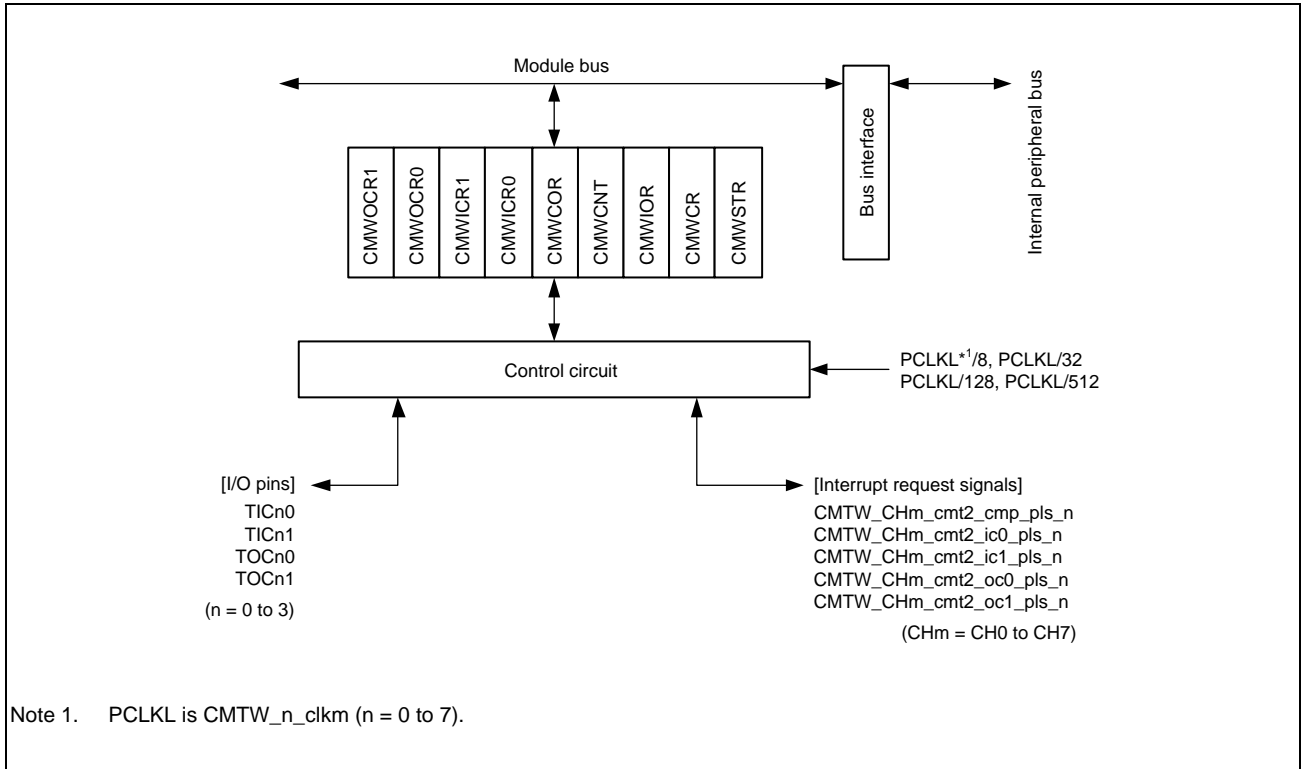 Module bus
Bus interface
Internal peripheral bus
CMWOCR1
CMWOCR0
CMWICR1
CMWICR0
CMWCOR
CMWCNT
CMWIOR
CMWCR
CMWSTR
Control circuit
PCLKL*1/8, PCLKL/32
PCLKL/128, PCLKL/512
[I/O pins]
TICn0
TICn1
TOCn0
TOCn1
(n = 0 to 3)
[Interrupt request signals]
CMTW_CHm_cmt2_cmp_pls_n
CMTW_CHm_cmt2_ic0_pls_n
CMTW_CHm_cmt2_ic1_pls_n
CMTW_CHm_cmt2_oc0_pls_n
CMTW_CHm_cmt2_oc1_pls_n
(CHm = CH0 to CH7)
Note 1. PCLKL is CMTW_n_clkm (n = 0 to 7).